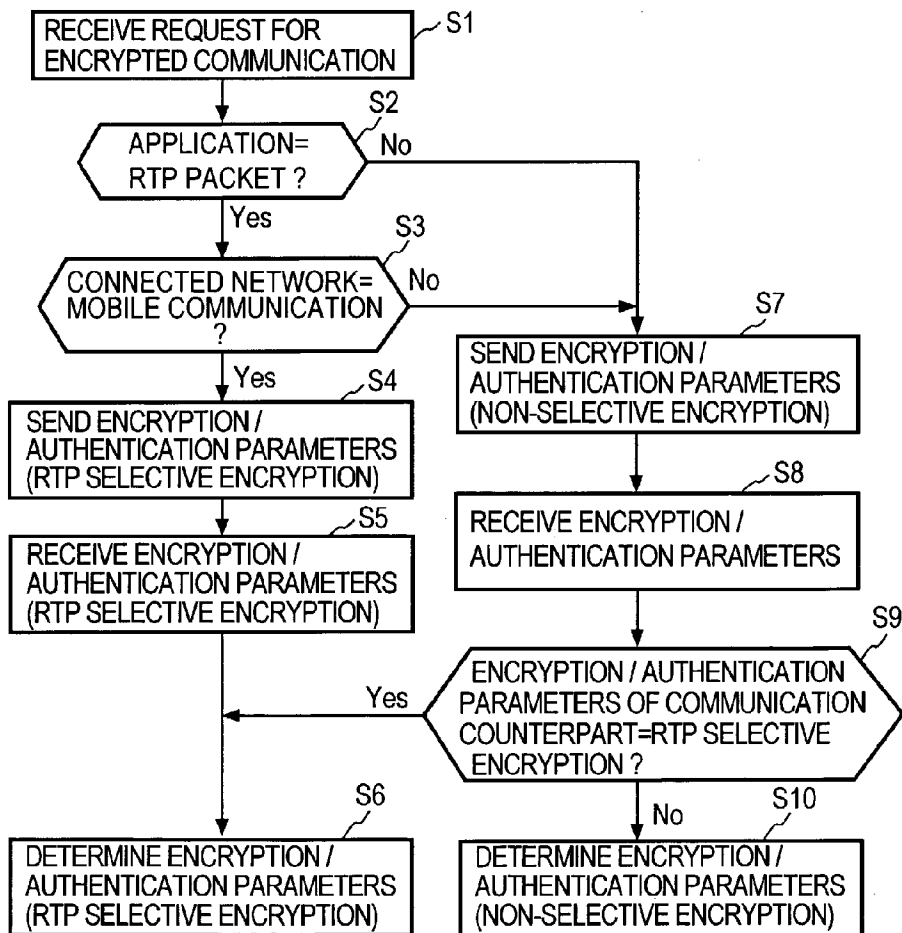 RECEIVE REQUEST FOR
ENCRYPTED COMMUNICATION
S1
S2
APPLICATION=
RTP PACKET ?
No
Yes
S3
CONNECTED NETWORK=
MOBILE COMMUNICATION
?
No
Yes
S4
SEND ENCRYPTION /
AUTHENTICATION PARAMETERS
(RTP SELECTIVE ENCRYPTION)
S5
RECEIVE ENCRYPTION /
AUTHENTICATION PARAMETERS
(RTP SELECTIVE ENCRYPTION)
S7
SEND ENCRYPTION /
AUTHENTICATION PARAMETERS
(NON-SELECTIVE ENCRYPTION)
S8
RECEIVE ENCRYPTION /
AUTHENTICATION PARAMETERS
S9
ENCRYPTION / AUTHENTICATION
PARAMETERS OF COMMUNICATION
COUNTERPART=RTP SELECTIVE
ENCRYPTION ?
Yes
No
S6
DETERMINE ENCRYPTION /
AUTHENTICATION PARAMETERS
(RTP SELECTIVE ENCRYPTION)
S10
DETERMINE ENCRYPTION /
AUTHENTICATION PARAMETERS
(NON-SELECTIVE ENCRYPTION)